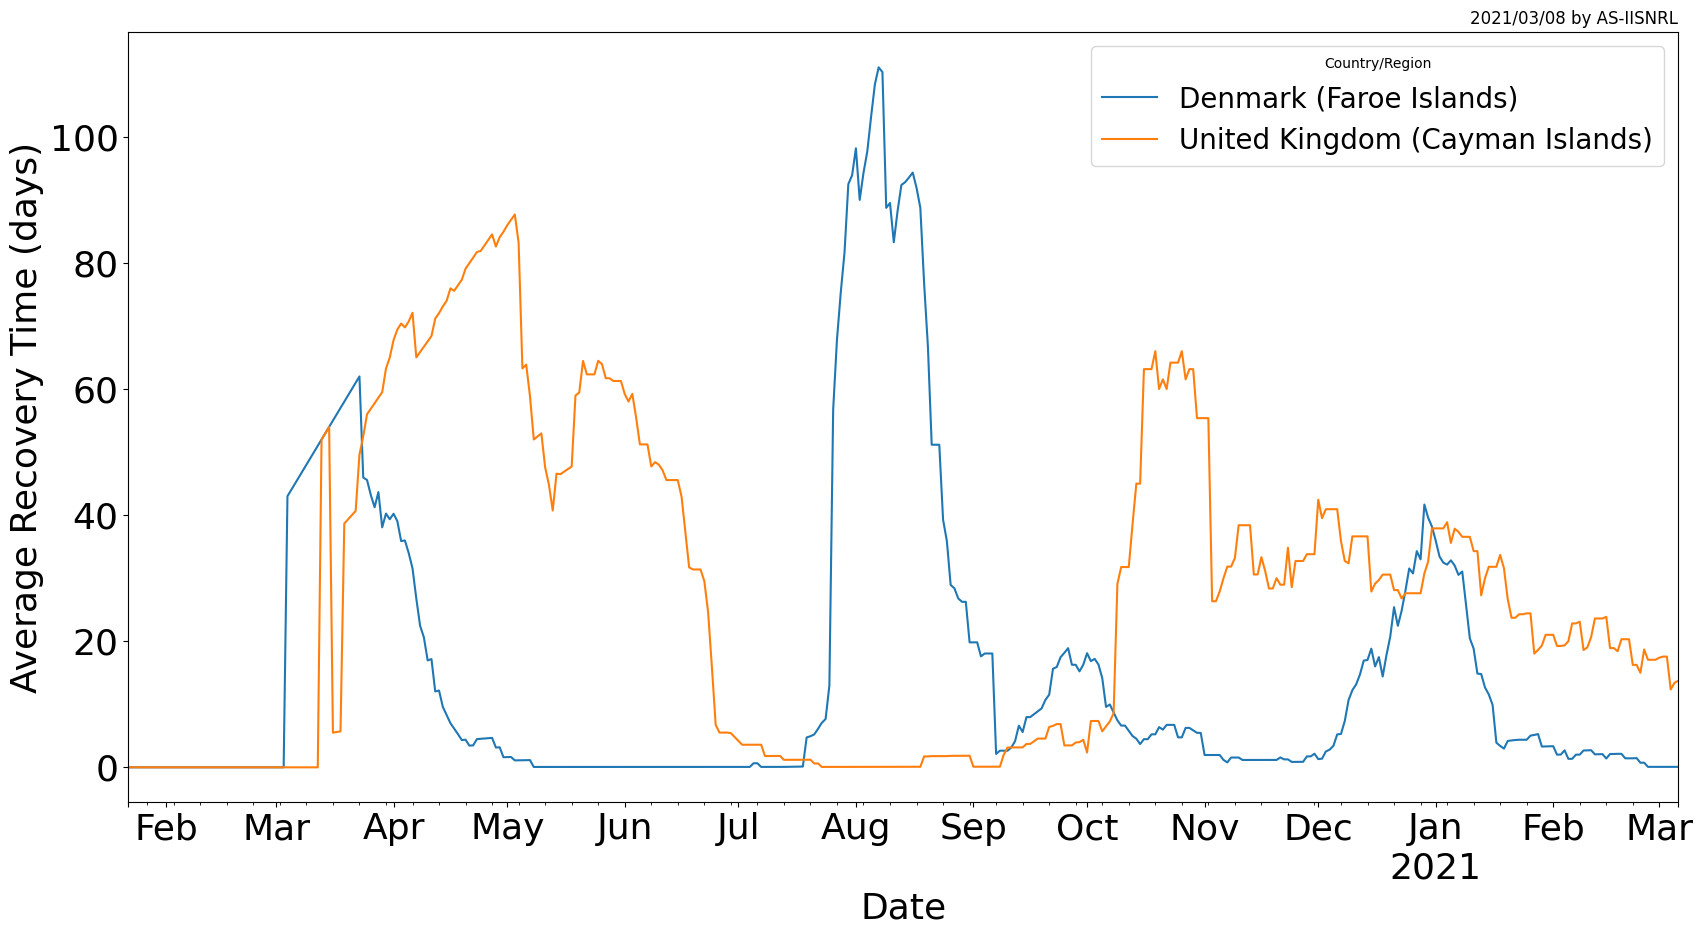 2021/03/08 by AS-IISNRL
Country/Region
Denmark (Faroe Islands)
United Kingdom (Cayman Islands)
Average Recovery Time (days)
100
80
60
40
20
0
Feb Mar Apr May Jun Jul Aug Sep Oct Nov Dec Jan Feb Mar
2021
Date